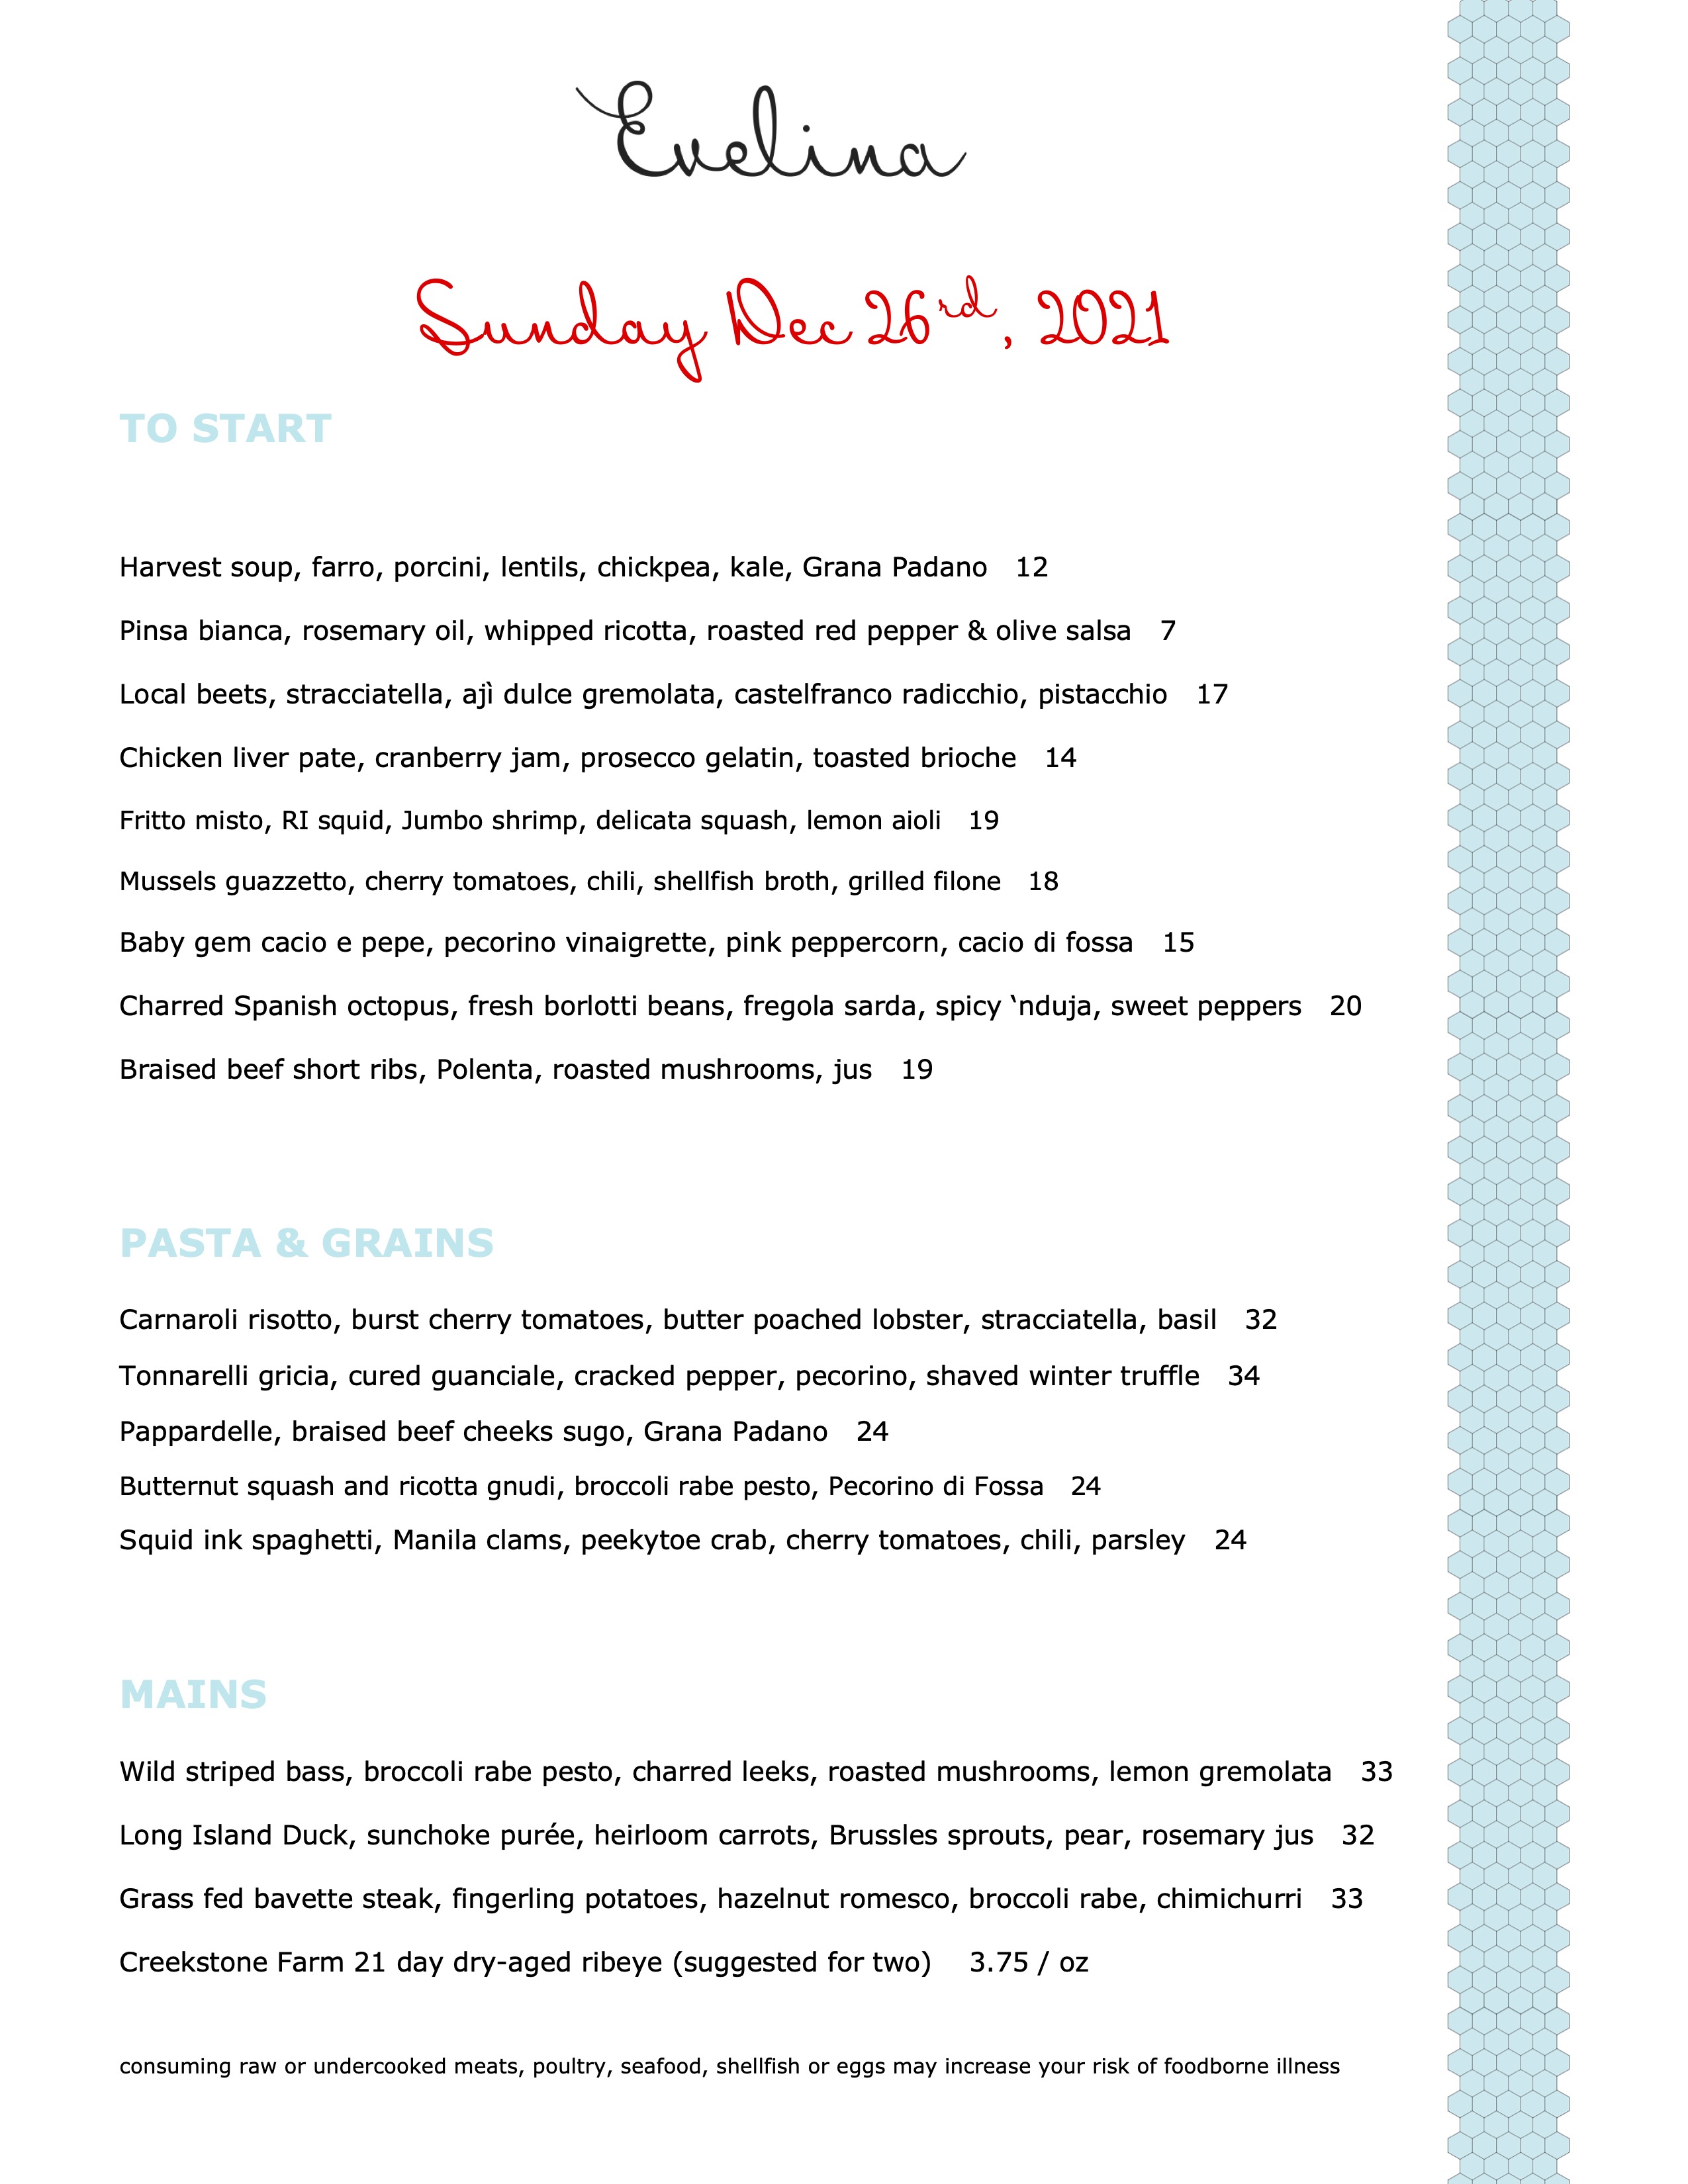 Evelina
Sunday Dec 26rd, 2021
TO START
Harvest soup, farro, porcini, lentils, chickpea, kale, Grana Padano 12
Pinsa bianca, rosemary oil, whipped ricotta, roasted red pepper & olive salsa 7
Local beets, stracciatella, ajì dulce gremolata, castelfranco radicchio, pistacchio 17
Chicken liver pate, cranberry jam, prosecco gelatin, toasted brioche 14
Fritto misto, RI squid, Jumbo shrimp, delicata squash, lemon aioli 19
Mussels guazzetto, cherry tomatoes, chili, shellfish broth, grilled filone 18
Baby gem cacio e pepe, pecorino vinaigrette, pink peppercorn, cacio di fossa 15
Charred Spanish octopus, fresh borlotti beans, fregola sarda, spicy ‘nduja, sweet peppers 20
Braised beef short ribs, Polenta, roasted mushrooms, jus 19
PASTA & GRAINS
Carnaroli risotto, burst cherry tomatoes, butter poached lobster, stracciatella, basil 32
Tonnarelli gricia, cured guanciale, cracked pepper, pecorino, shaved winter truffle 34
Pappardelle, braised beef cheeks sugo, Grana Padano 24
Butternut squash and ricotta gnudi, broccoli rabe pesto, Pecorino di Fossa 24
Squid ink spaghetti, Manila clams, peekytoe crab, cherry tomatoes, chili, parsley 24
MAINS
Wild striped bass, broccoli rabe pesto, charred leeks, roasted mushrooms, lemon gremolata 33
Long Island Duck, sunchoke purée, heirloom carrots, Brussles sprouts, pear, rosemary jus 32
Grass fed bavette steak, fingerling potatoes, hazelnut romesco, broccoli rabe, chimichurri 33
Creekstone Farm 21 day dry-aged ribeye (suggested for two) 3.75 / oz
consuming raw or undercooked meats, poultry, seafood, shellfish or eggs may increase your risk of foodborne illness